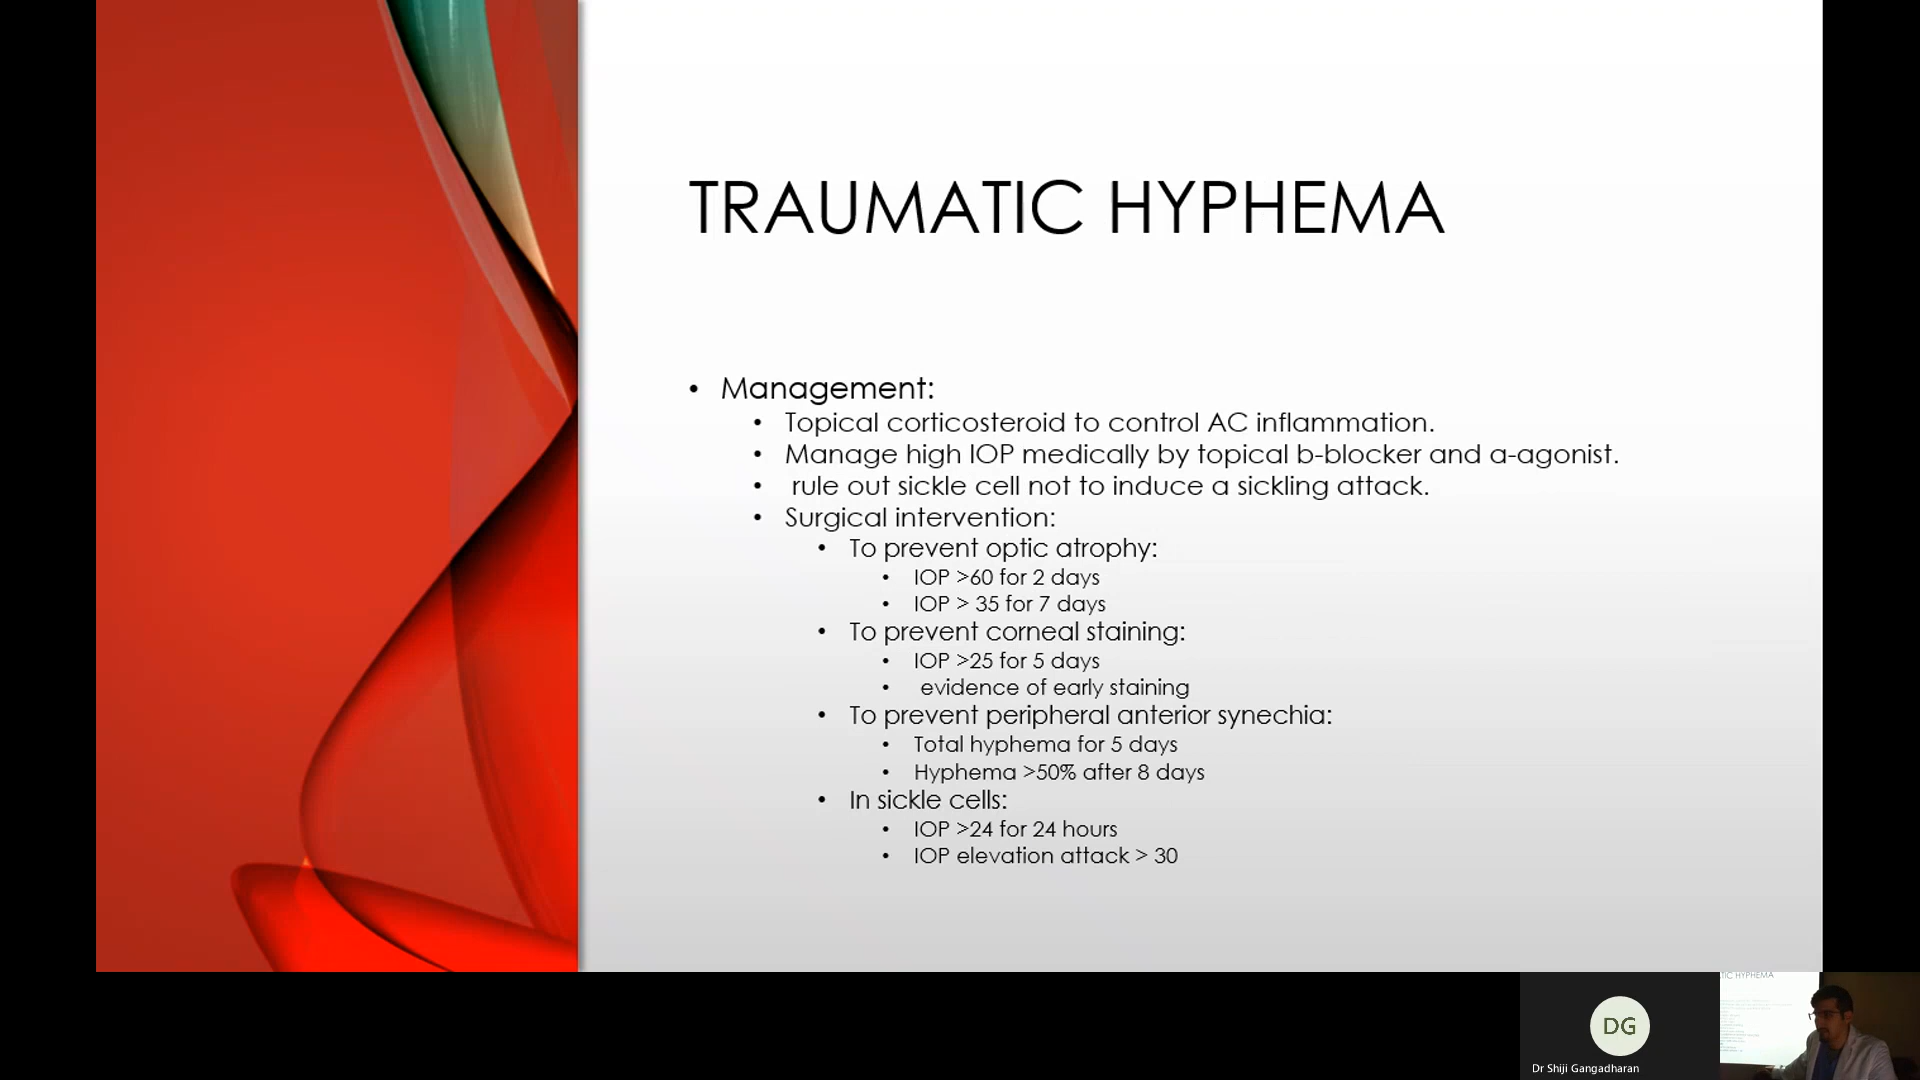 TRAUMATIC HYPHEMA
• Management:
• Topical corticosteroid to control AC inflammation.
• Manage high IOP medically by topical b-blocker and a-agonist.
• rule out sickle cell not to induce a sickling attack.
• Surgical intervention:
• To prevent optic atrophy:
• IOP >60 for 2 days
• IOP > 35 for 7 days
• To prevent corneal staining:
• IOP >25 for 5 days
• evidence of early staining
• To prevent peripheral anterior synechia:
• Total hyphema for 5 days
• Hyphema >50% after 8 days
• In sickle cells:
• IOP >24 for 24 hours
• IOP elevation attack > 30
DG
Dr Shiji Gangadharan
HYPHEMA